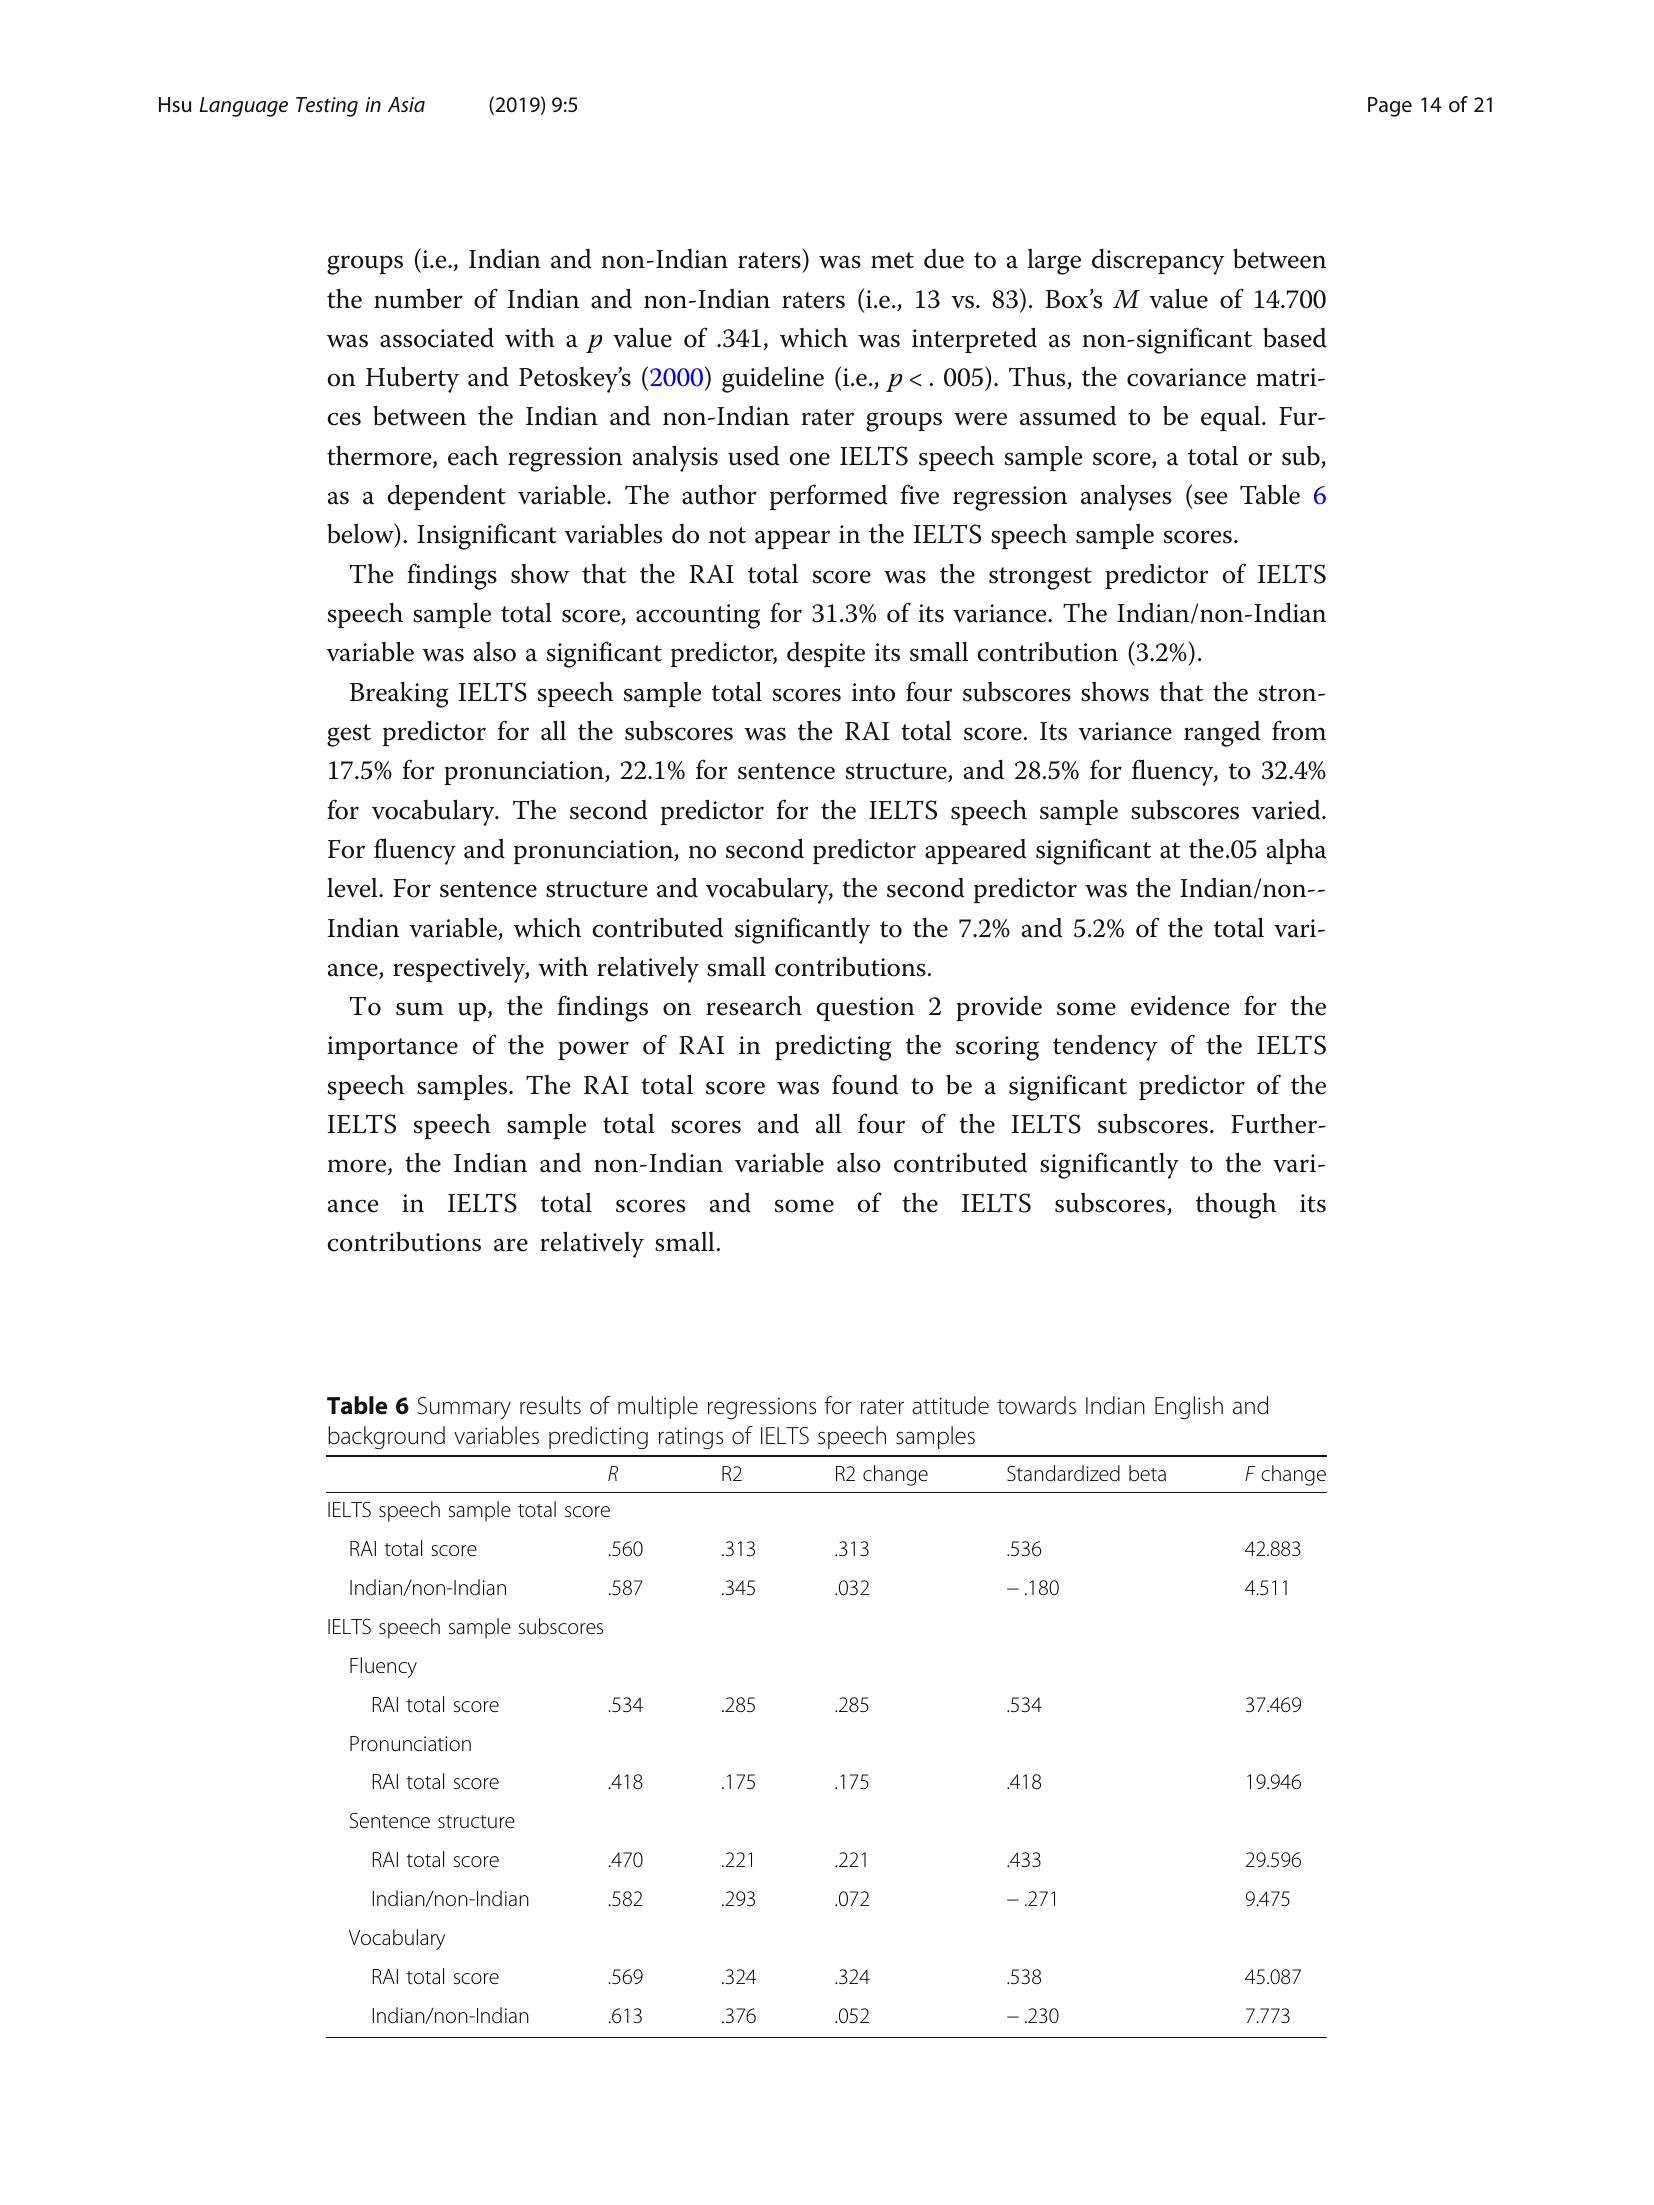 Hsu Language Testing in Asia (2019) 9:5 Page 14 of 21
groups (i.e., Indian and non-Indian raters) was met due to a large discrepancy between
the number of Indian and non-Indian raters (i.e., 13 vs. 83). Box’s M value of 14.700
was associated with a p value of .341, which was interpreted as non-significant based
on Huberty and Petoskey’s (2000) guideline (i.e., p < . 005). Thus, the covariance matri-
ces between the Indian and non-Indian rater groups were assumed to be equal. Fur-
thermore, each regression analysis used one IELTS speech sample score, a total or sub,
as a dependent variable. The author performed five regression analyses (see Table 6
below). Insignificant variables do not appear in the IELTS speech sample scores.
The findings show that the RAI total score was the strongest predictor of IELTS
speech sample total score, accounting for 31.3% of its variance. The Indian/non-Indian
variable was also a significant predictor, despite its small contribution (3.2%).
Breaking IELTS speech sample total scores into four subscores shows that the stron-
gest predictor for all the subscores was the RAI total score. Its variance ranged from
17.5% for pronunciation, 22.1% for sentence structure, and 28.5% for fluency, to 32.4%
for vocabulary. The second predictor for the IELTS speech sample subscores varied.
For fluency and pronunciation, no second predictor appeared significant at the.05 alpha
level. For sentence structure and vocabulary, the second predictor was the Indian/non--
Indian variable, which contributed significantly to the 7.2% and 5.2% of the total vari-
ance, respectively, with relatively small contributions.
To sum up, the findings on research question 2 provide some evidence for the
importance of the power of RAI in predicting the scoring tendency of the IELTS
speech samples. The RAI total score was found to be a significant predictor of the
IELTS speech sample total scores and all four of the IELTS subscores. Further-
more, the Indian and non-Indian variable also contributed significantly to the vari-
ance in IELTS total scores and some of the IELTS subscores, though its
contributions are relatively small.
Table 6 Summary results of multiple regressions for rater attitude towards Indian English and
background variables predicting ratings of IELTS speech samples
R R2 R2 change Standardized beta F change
IELTS speech sample total score
RAI total score .560 .313 .313 .536 42.883
Indian/non-Indian .587 .345 .032 − .180 4.511
IELTS speech sample subscores
Fluency
RAI total score .534 .285 .285 .534 37.469
Pronunciation
RAI total score .418 .175 .175 .418 19.946
Sentence structure
RAI total score .470 .221 .221 .433 29.596
Indian/non-Indian .582 .293 .072 − .271 9.475
Vocabulary
RAI total score .569 .324 .324 .538 45.087
Indian/non-Indian .613 .376 .052 − .230 7.773